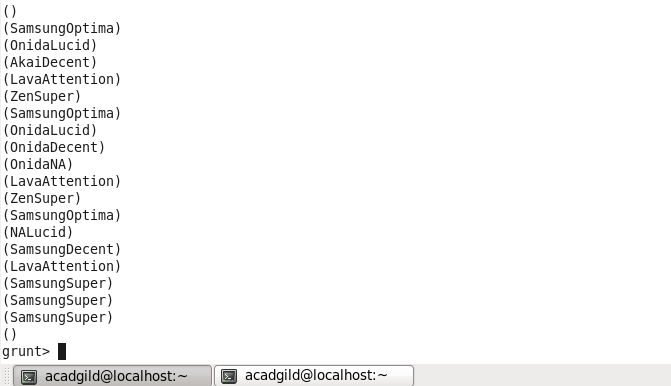 ()
(SamsungOptima)
(OnidaLucid)
(AkaiDecent)
(LavaAttention)
(ZenSuper)
(SamsungOptima)
(OnidaLucid)
(OnidaDecent)
(OnidaNA)
(LavaAttention)
(ZenSuper)
(SamsungOptima)
(NALucid)
(SamsungDecent)
(LavaAttention)
(SamsungSuper)
(SamsungSuper)
(SamsungSuper)
()
grunt>
acadgild@localhost:~ acadgild@localhost:~